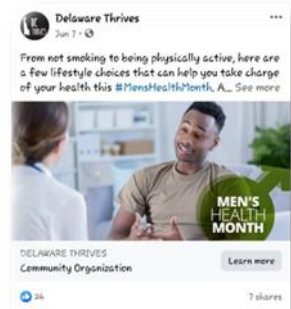 Delaware Thrives
Jun 7 ·
From not smoking to being physically active, here are
a few lifestyle choices that can help you take charge
of your health this #MensHealthMonth. A... See more
MEN'S
HEALTH
MONTH
DELAWARE THRIVES
Community Organization
Learn more
7 shares